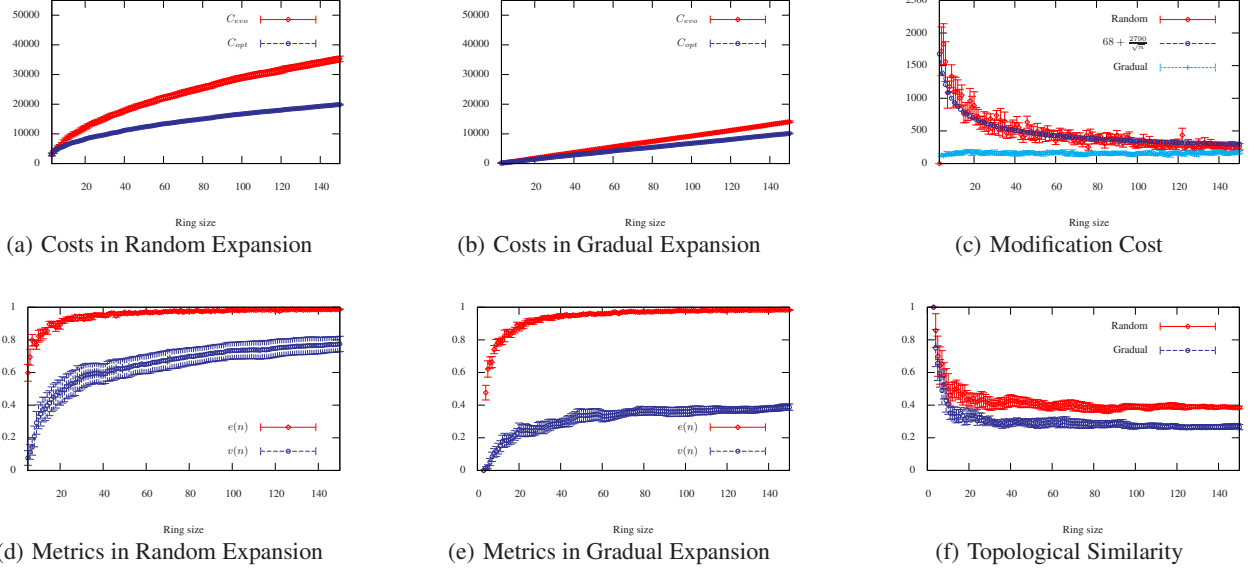 50000
40000
30000
20000
10000
0
C_evo
C_opt
20 40 60 80 100 120 140
Ring size
(a) Costs in Random Expansion
50000
40000
30000
20000
10000
0
C_evo
C_opt
20 40 60 80 100 120 140
Ring size
(b) Costs in Gradual Expansion
2500
2000
1500
1000
500
0
Random
68 + 2790/√n
Gradual
20 40 60 80 100 120 140
Ring size
(c) Modification Cost
1
0.8
0.6
0.4
0.2
0
e(n)
v(n)
20 40 60 80 100 120 140
Ring size
(d) Metrics in Random Expansion
1
0.8
0.6
0.4
0.2
0
e(n)
v(n)
0 20 40 60 80 100 120 140
Ring size
(e) Metrics in Gradual Expansion
1
0.8
0.6
0.4
0.2
0
Random
Gradual
0 20 40 60 80 100 120 140
Ring size
(f) Topological Similarity